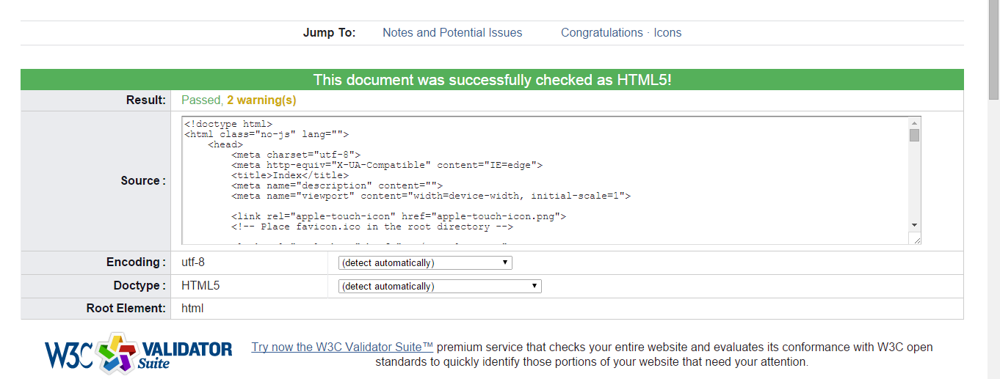 Jump To: Notes and Potential Issues Congratulations · Icons
This document was successfully checked as HTML5!
Result: Passed, 2 warning(s)
Source :
<!doctype html>
<html class="no-js" lang="">
<head>
<meta charset="utf-8">
<meta http-equiv="X-UA-Compatible" content="IE=edge">
<title>Index</title>
<meta name="description" content="">
<meta name="viewport" content="width=device-width, initial-scale=1">
<link rel="apple-touch-icon" href="apple-touch-icon.png">
<!-- Place favicon.ico in the root directory -->
Encoding : utf-8 (detect automatically)
Doctype : HTML5 (detect automatically)
Root Element: html
W3C VALIDATOR Suite
Try now the W3C Validator Suite™ premium service that checks your entire website and evaluates its conformance with W3C open
standards to quickly identify those portions of your website that need your attention.